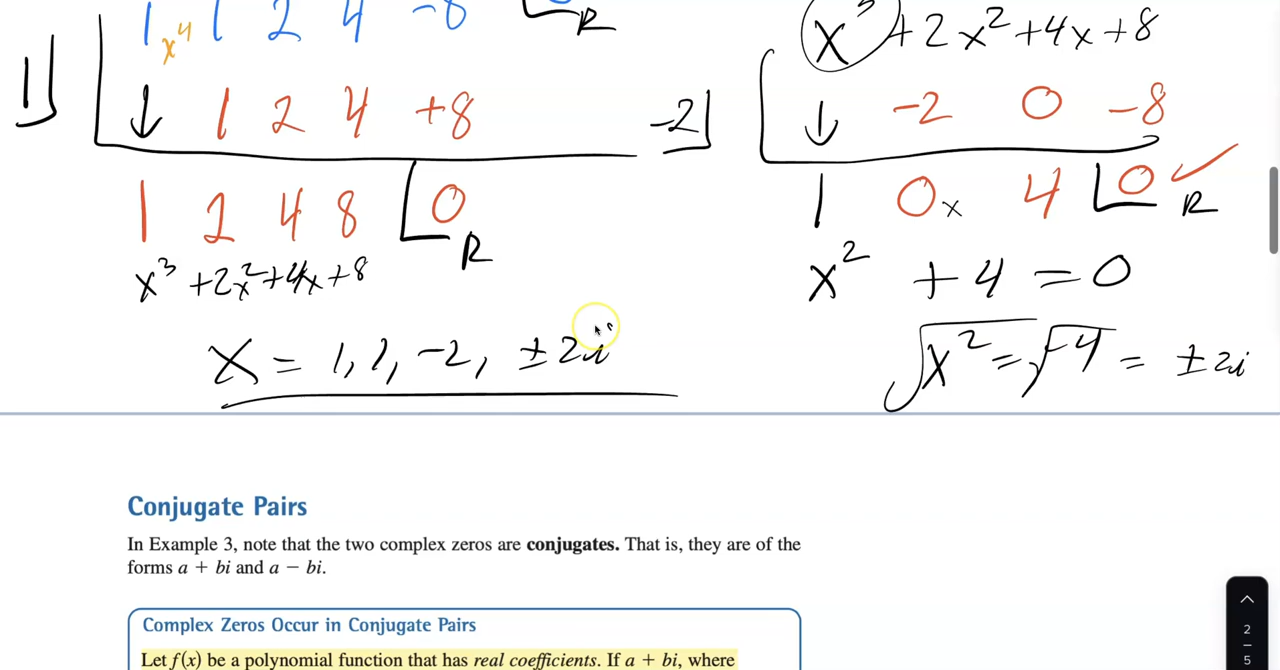 1 x⁴ 1 2 4 -8 R
1 ↓ 1 2 4 +8
1 2 4 8 0 R
x³ +2x² +4x +8
x = 1, 1, -2, ±2i
x³ + 2x² + 4x + 8
-2 ↓ -2 0 -8
1 0x 4 0 ✓ R
x² + 4 = 0
√x² = √-4 = ±2i
Conjugate Pairs
In Example 3, note that the two complex zeros are conjugates. That is, they are of the
forms a + bi and a − bi.
Complex Zeros Occur in Conjugate Pairs
Let f(x) be a polynomial function that has real coefficients. If a + bi, where
2
5